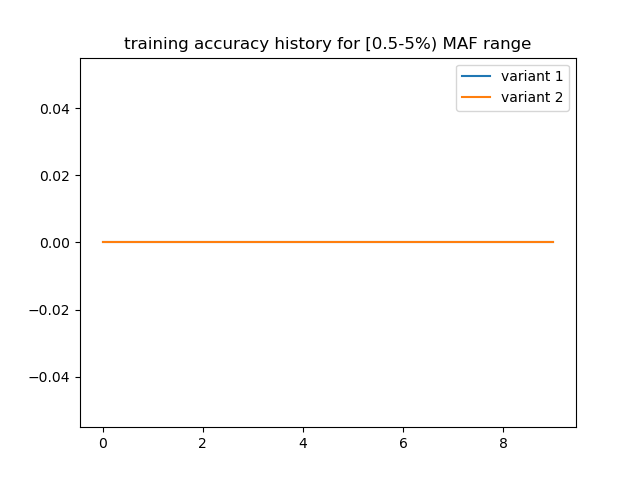 training accuracy history for [0.5-5%) MAF range
variant 1
variant 2
0.04
0.02
0.00
−0.02
−0.04
0 2 4 6 8